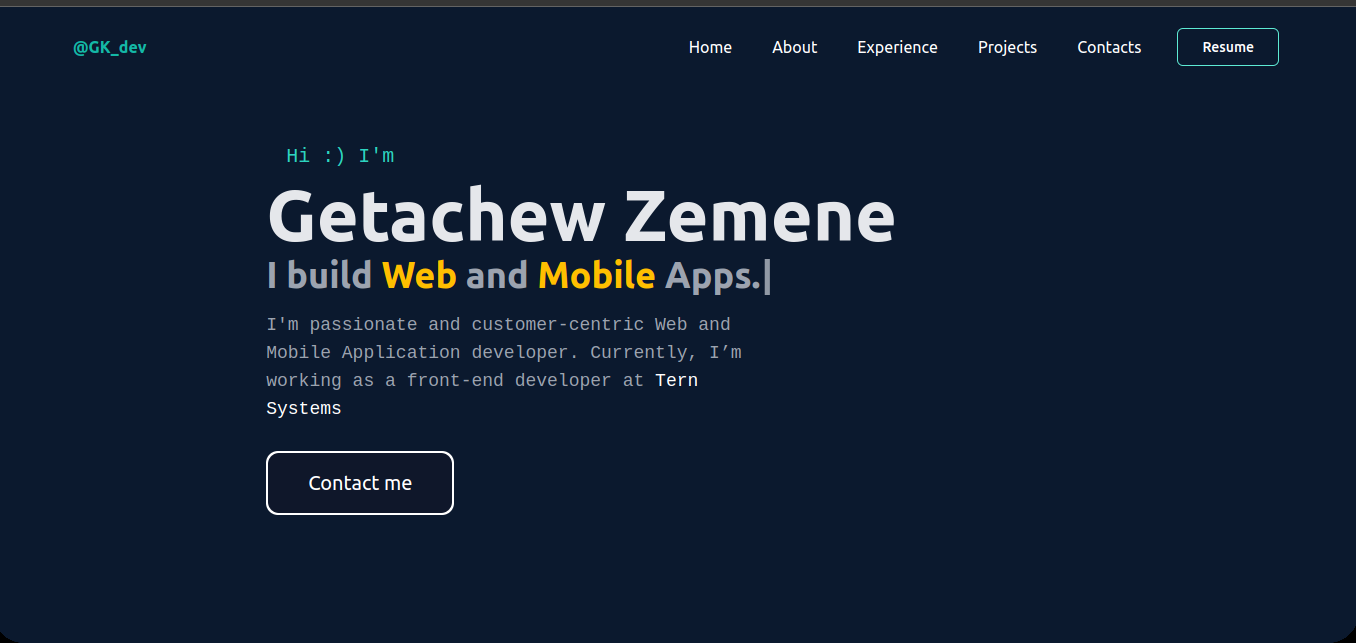 @GK_dev
Home
About
Experience
Projects
Contacts
Resume
Hi :) I'm
Getachew Zemene
I build Web and Mobile Apps.|
I'm passionate and customer-centric Web and
Mobile Application developer. Currently, I’m
working as a front-end developer at Tern
Systems
Contact me